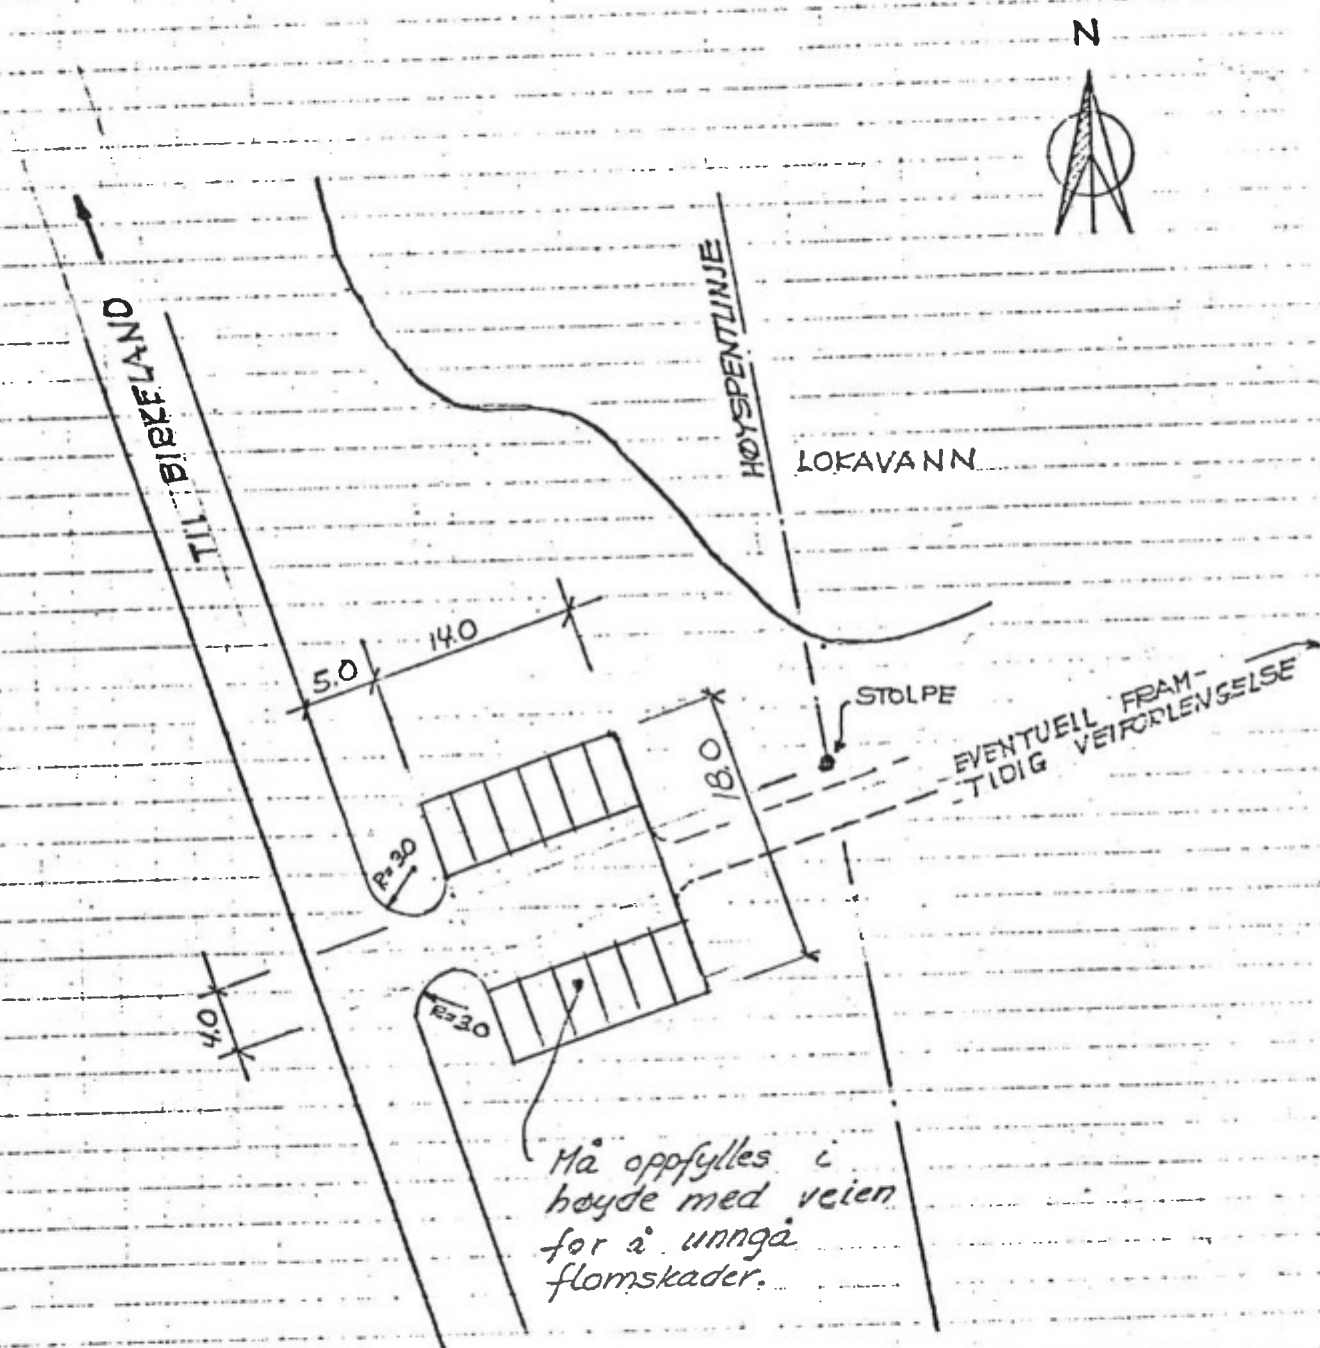 N
TIL BIRKELAND
HØYSPENTLINJE
LOKAVANN
14.0
5.0
STOLPE
18.0
EVENTUELL FRAM-
TIDIG VEIFORLENGELSE
R=3.0
R=3.0
4.0
Må oppfylles i
høyde med veien
for å unngå
flomskader.